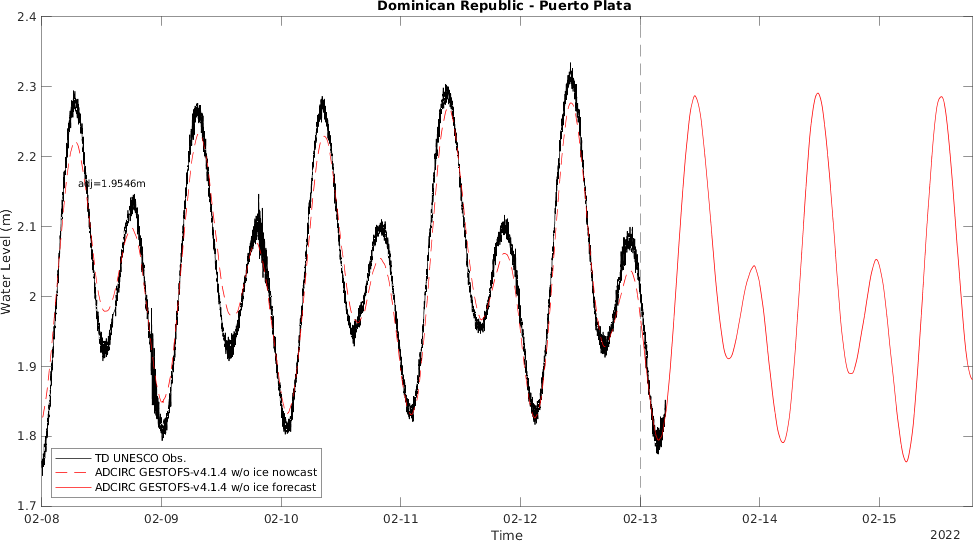 Dominican Republic - Puerto Plata
2.4
2.3
2.2
2.1
2
1.9
1.8
1.7
Water Level (m)
adj=1.9546m
TD UNESCO Obs.
ADCIRC GESTOFS-v4.1.4 w/o ice nowcast
ADCIRC GESTOFS-v4.1.4 w/o ice forecast
02-08 02-09 02-10 02-11 02-12 02-13 02-14 02-15
Time
2022